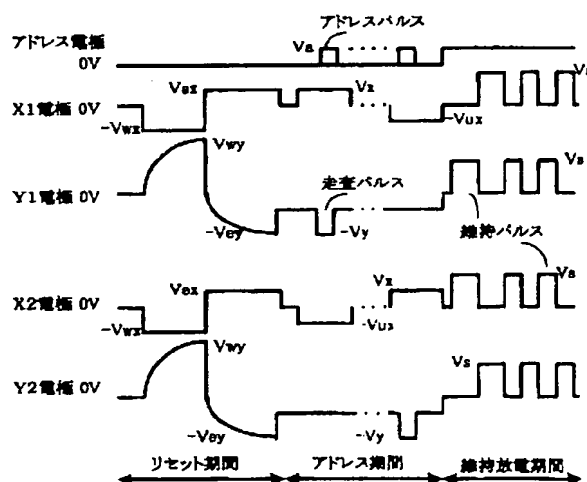 アドレスパルス
アドレス電極
Va
0V
Vex
Vx
X1電極 0V
-Vwx
-Vux
Vwy
Vs
Y1電極 0V
走査パルス
-Vey
-Vy
維持パルス
Vs
Vex
Vx
X2電極 0V
-Vwx
-Vux
Vwy
Vs
Y2電極 0V
-Vey
-Vy
リセット期間
アドレス期間
維持放電期間